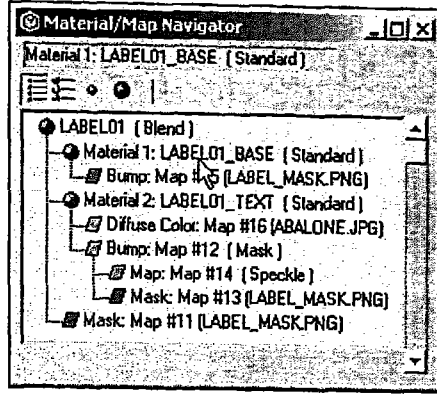 Material/Map Navigator
Material 1: LABEL01_BASE ( Standard )
LABEL01 ( Blend )
Material 1: LABEL01_BASE ( Standard )
Bump: Map (LABEL_MASK.PNG)
Material 2: LABEL01_TEXT ( Standard )
Diffuse Color: Map #16 (ABALONE.JPG)
Bump: Map #12 ( Mask )
Map: Map #14 ( Speckle )
Mask: Map #13 (LABEL_MASK.PNG)
Mask: Map #11 (LABEL_MASK.PNG)